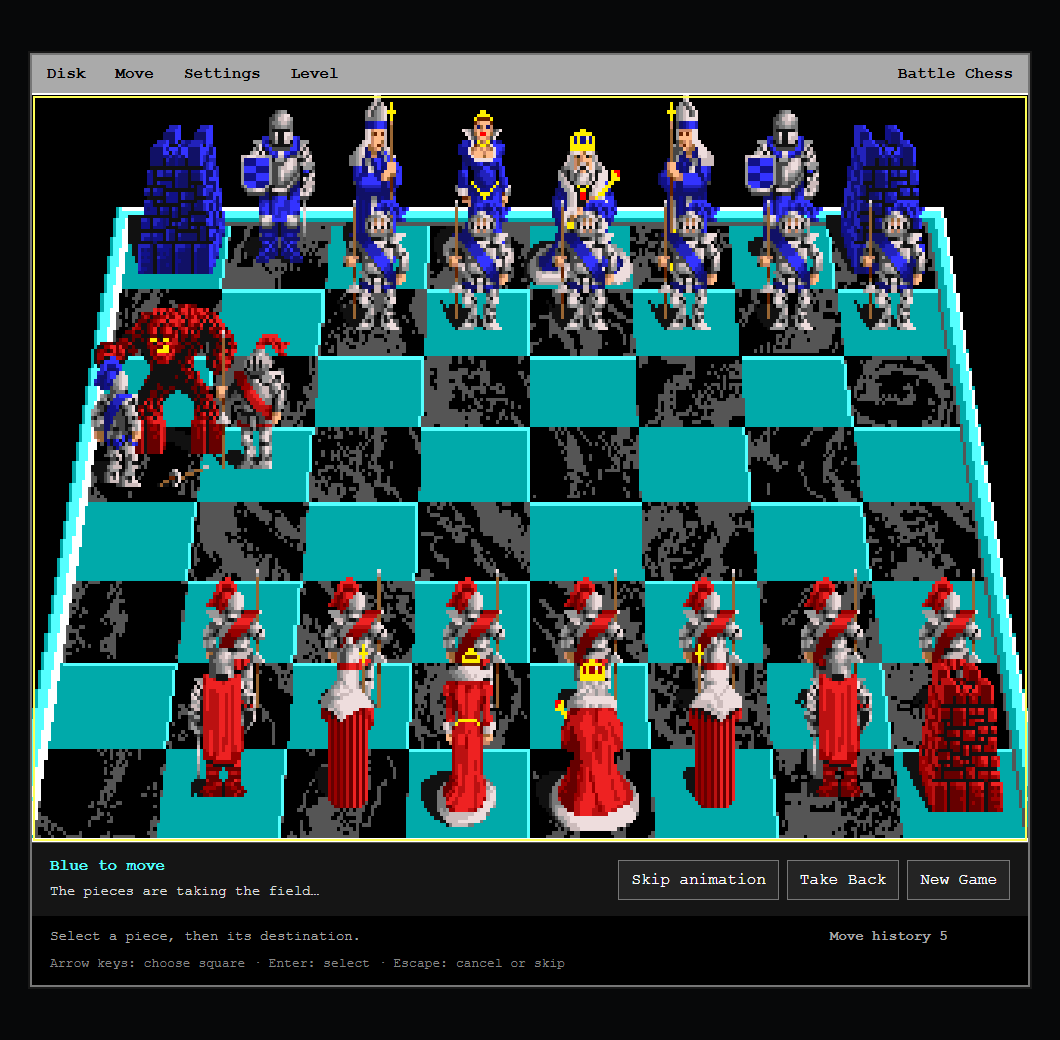 Disk Move Settings Level Battle Chess
Blue to move
The pieces are taking the field…
Skip animation Take Back New Game
Select a piece, then its destination.
Move history 5
Arrow keys: choose square · Enter: select · Escape: cancel or skip